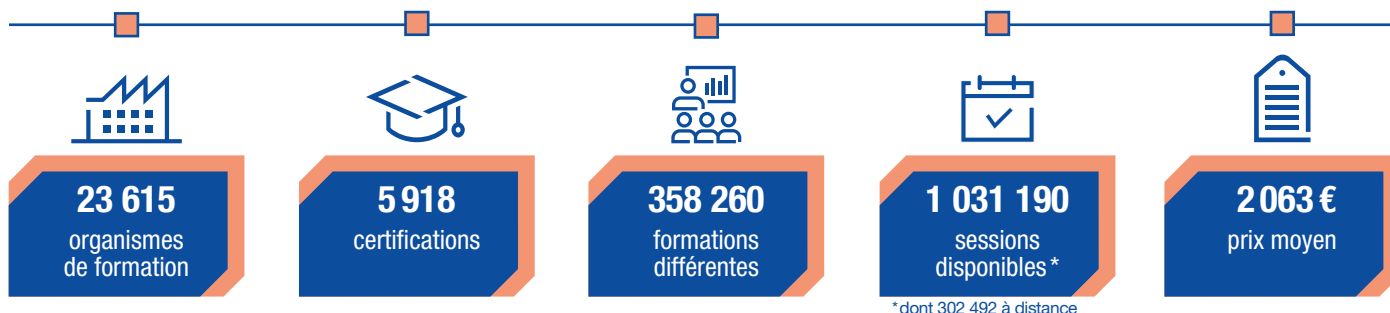 23 615
organismes
de formation
5 918
certifications
358 260
formations
différentes
1 031 190
sessions
disponibles *
*dont 302 492 à distance
2 063 €
prix moyen